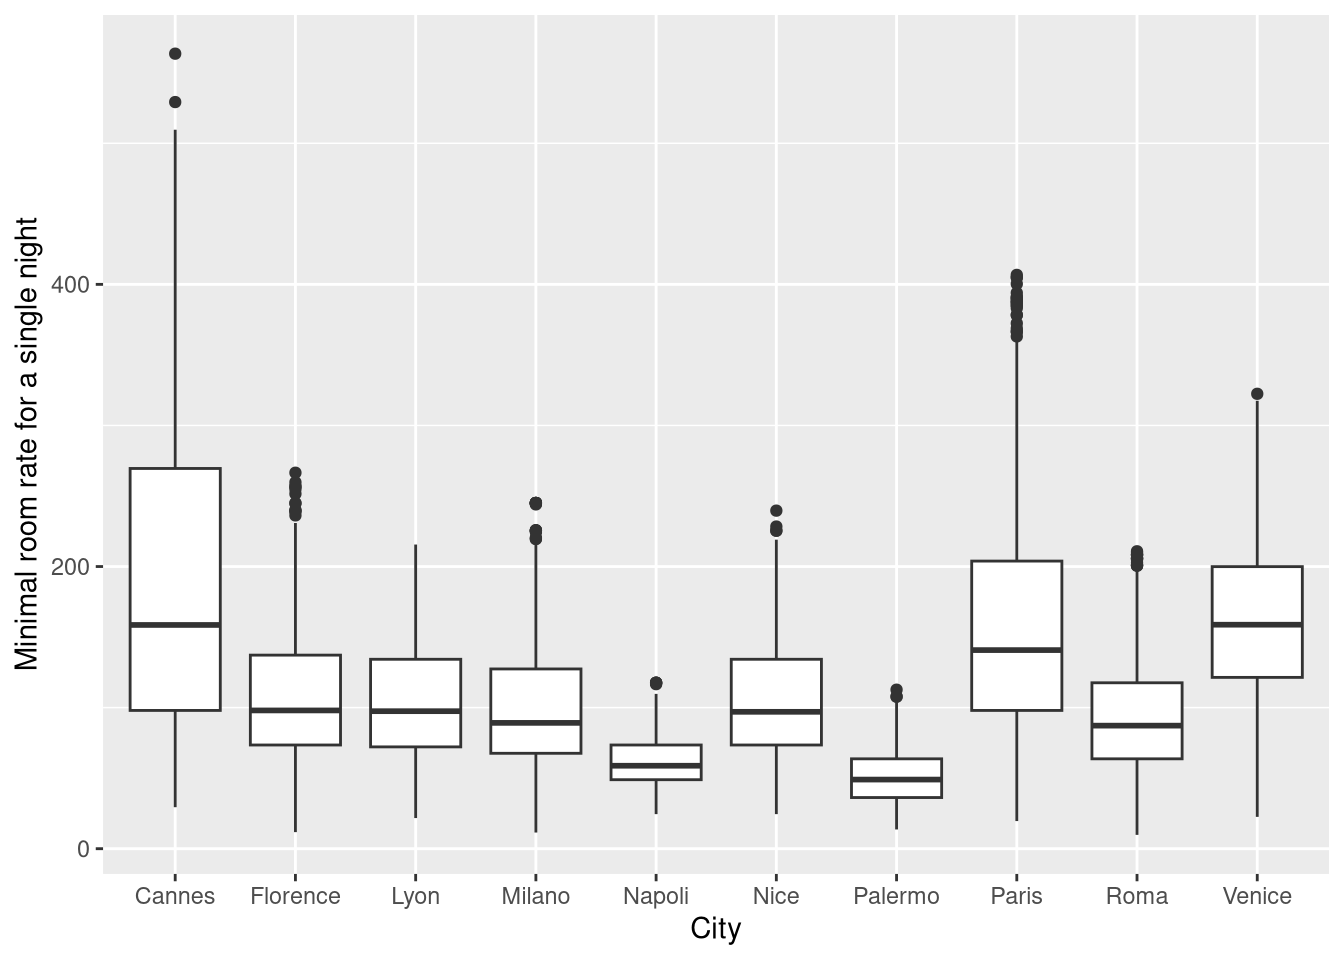 Minimal room rate for a single night
400
200
0
Cannes Florence Lyon Milano Napoli Nice Palermo Paris Roma Venice
City